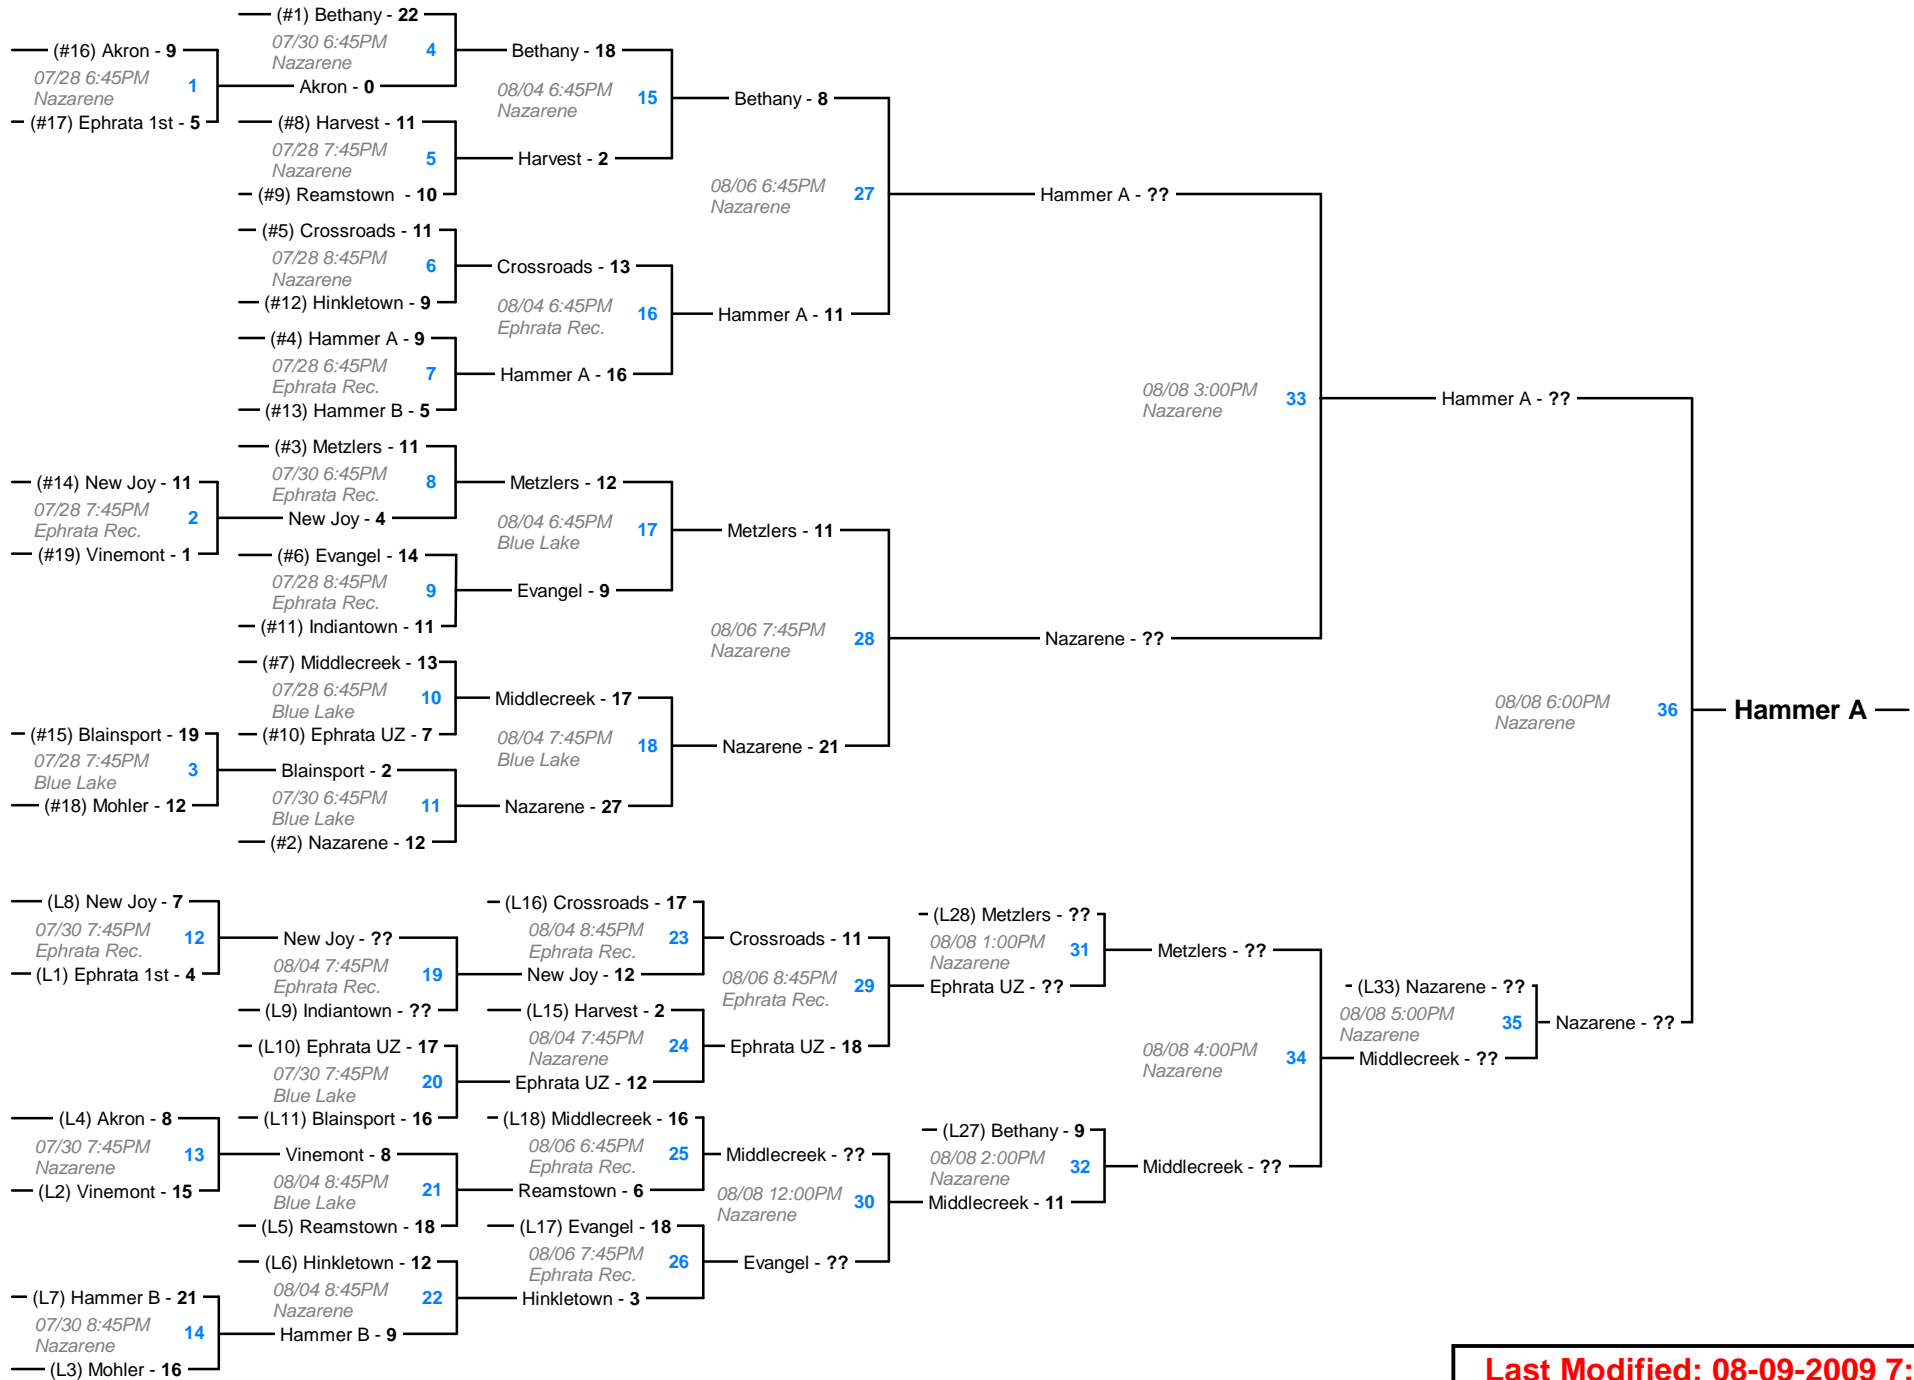 (#1) Bethany - 22
07/30 6:45PM 4
Nazarene
Akron - 0
(#16) Akron - 9
07/28 6:45PM 1
Nazarene
(#17) Ephrata 1st - 5
(#8) Harvest - 11
07/28 7:45PM 5
Nazarene
(#9) Reamstown - 10
(#5) Crossroads - 11
07/28 8:45PM 6
Nazarene
(#12) Hinkletown - 9
(#4) Hammer A - 9
07/28 6:45PM 7
Ephrata Rec.
(#13) Hammer B - 5
(#3) Metzlers - 11
07/30 6:45PM 8
Ephrata Rec.
New Joy - 4
(#14) New Joy - 11
07/28 7:45PM 2
Ephrata Rec.
(#19) Vinemont - 1
(#6) Evangel - 14
07/28 8:45PM 9
Ephrata Rec.
(#11) Indiantown - 11
(#7) Middlecreek - 13
07/28 6:45PM 10
Blue Lake
(#10) Ephrata UZ - 7
(#15) Blainsport - 19
07/28 7:45PM 3
Blue Lake
(#18) Mohler - 12
Blainsport - 2
07/30 6:45PM 11
Blue Lake
(#2) Nazarene - 12
Bethany - 18
08/04 6:45PM 15
Nazarene
Harvest - 2
Crossroads - 13
08/04 6:45PM 16
Ephrata Rec.
Hammer A - 16
Metzlers - 12
08/04 6:45PM 17
Blue Lake
Evangel - 9
Middlecreek - 17
08/04 7:45PM 18
Blue Lake
Nazarene - 27
Bethany - 8
08/06 6:45PM 27
Nazarene
Hammer A - 11
Metzlers - 11
08/06 7:45PM 28
Nazarene
Nazarene - 21
Hammer A - ??
08/08 3:00PM 33
Nazarene
Nazarene - ??
Hammer A - ??
08/08 6:00PM 36
Nazarene
Hammer A
(L8) New Joy - 7
07/30 7:45PM 12
Ephrata Rec.
(L1) Ephrata 1st - 4
New Joy - ??
08/04 7:45PM 19
Ephrata Rec.
(L9) Indiantown - ??
(L10) Ephrata UZ - 17
07/30 7:45PM 20
Blue Lake
(L11) Blainsport - 16
(L4) Akron - 8
07/30 7:45PM 13
Nazarene
(L2) Vinemont - 15
Vinemont - 8
08/04 8:45PM 21
Blue Lake
(L5) Reamstown - 18
(L6) Hinkletown - 12
08/04 8:45PM 22
Nazarene
Hammer B - 9
(L7) Hammer B - 21
07/30 8:45PM 14
Nazarene
(L3) Mohler - 16
(L16) Crossroads - 17
08/04 8:45PM 23
Ephrata Rec.
New Joy - 12
(L15) Harvest - 2
08/04 7:45PM 24
Nazarene
Ephrata UZ - 12
(L18) Middlecreek - 16
08/06 6:45PM 25
Ephrata Rec.
Reamstown - 6
(L17) Evangel - 18
08/06 7:45PM 26
Ephrata Rec.
Hinkletown - 3
Crossroads - 11
08/06 8:45PM 29
Ephrata Rec.
Ephrata UZ - 18
Middlecreek - ??
08/08 12:00PM 30
Nazarene
Evangel - ??
(L28) Metzlers - ??
08/08 1:00PM 31
Nazarene
Ephrata UZ - ??
(L27) Bethany - 9
08/08 2:00PM 32
Nazarene
Middlecreek - 11
Metzlers - ??
08/08 4:00PM 34
Nazarene
Middlecreek - ??
(L33) Nazarene - ??
08/08 5:00PM 35
Nazarene
Middlecreek - ??
Nazarene - ??
Last Modified: 08-09-2009 7: